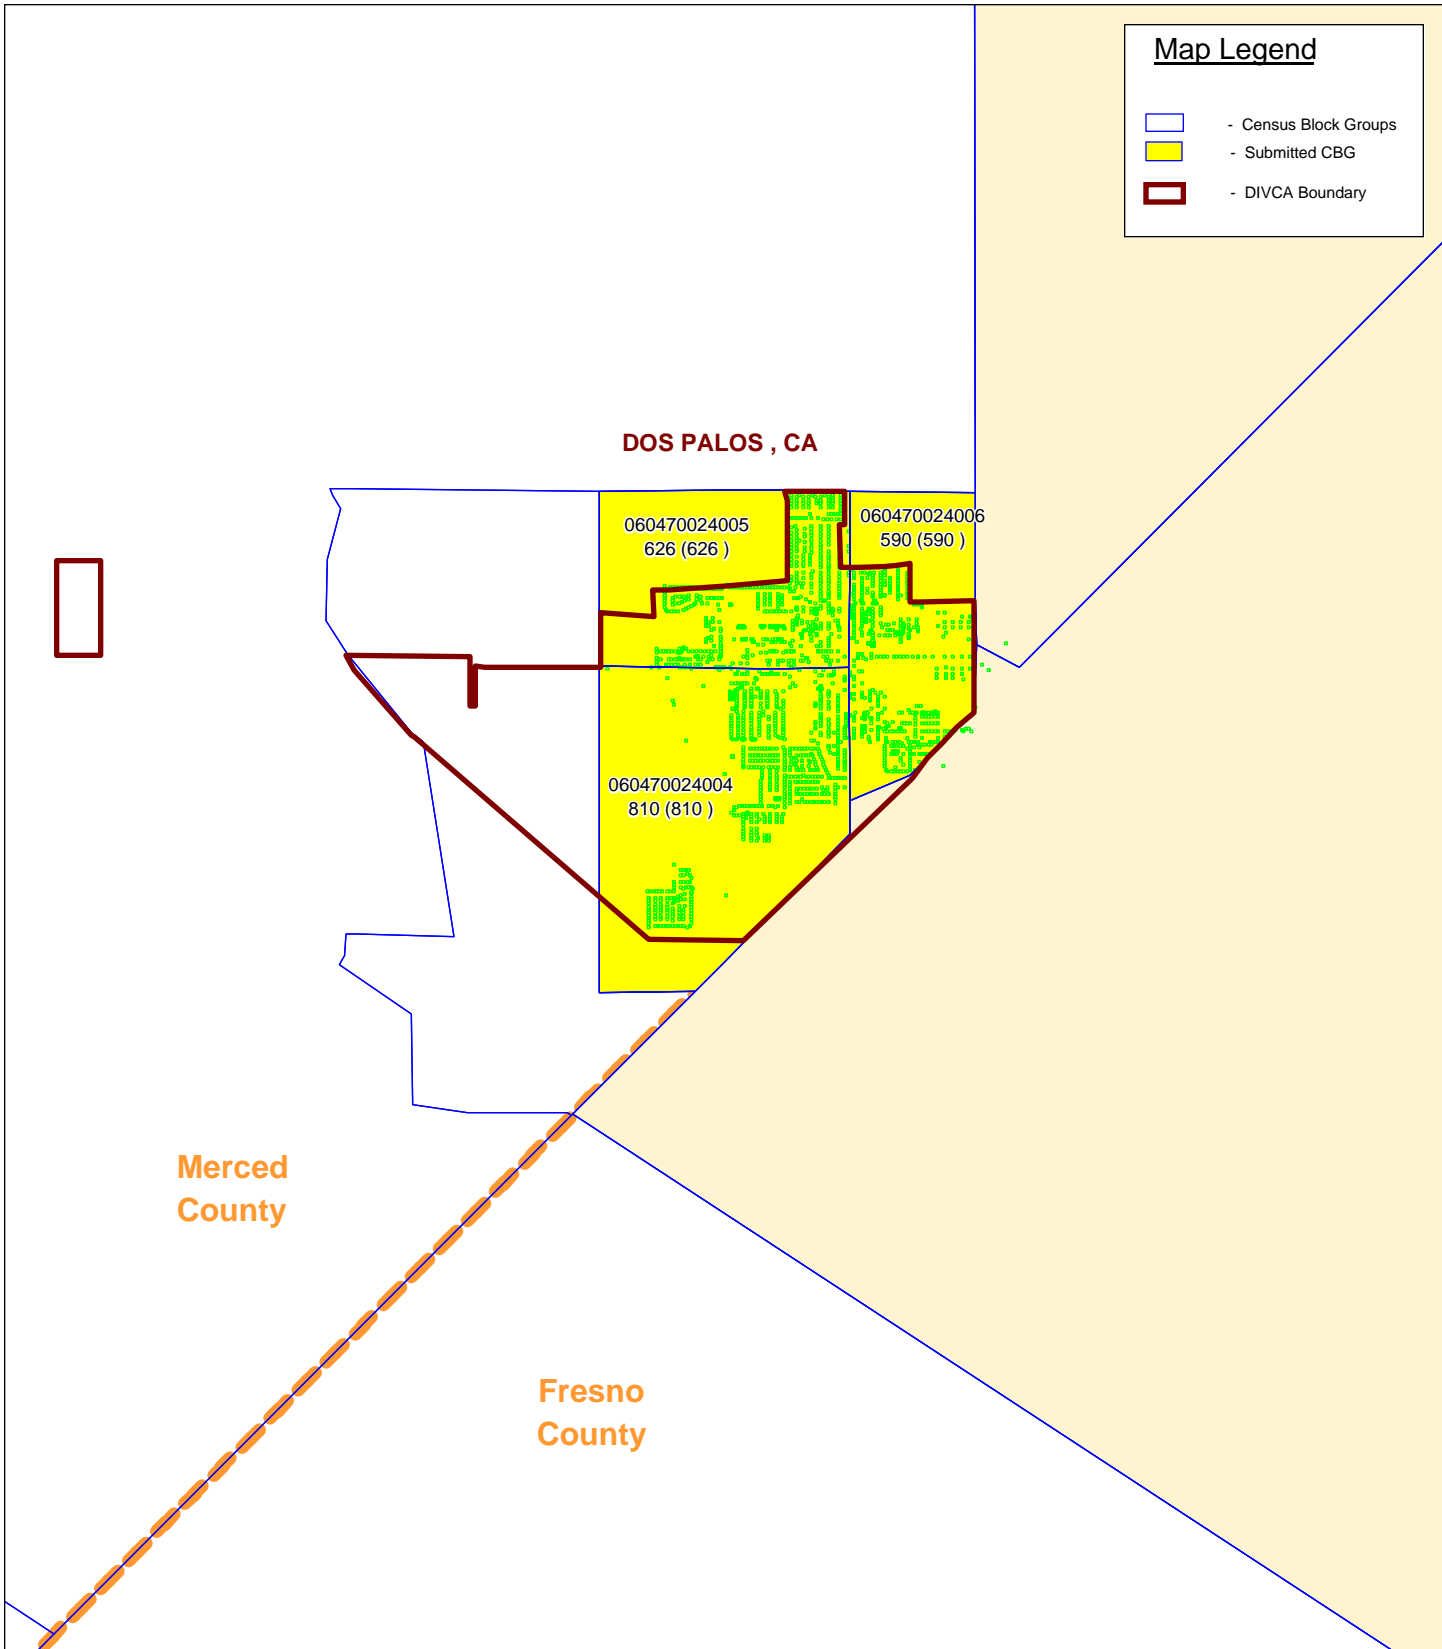 Map Legend
- Census Block Groups
- Submitted CBG
- DIVCA Boundary
DOS PALOS , CA
060470024005
626 (626 )
060470024006
590 (590 )
060470024004
810 (810 )
Merced
County
Fresno
County